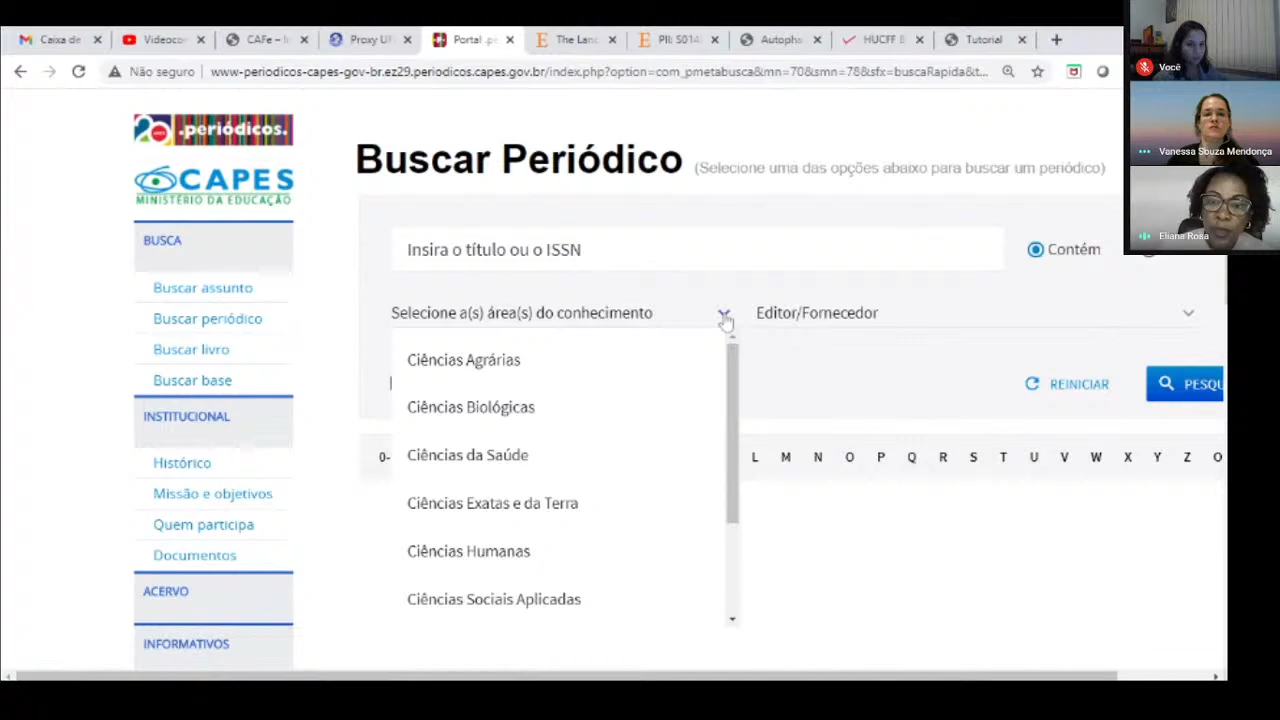 Caixa de
Videoco
CAFe – I
Proxy U
Portal .pe
The Lan
PII: S014
Autopha
HUCFF
Tutorial
Não seguro
www-periodicos-capes-gov-br.ez29.periodicos.capes.gov.br/index.php?option=com_pmetabusca&mn=70&smn=78&sfx=buscaRapida&t...
Você
Vanessa Souza Mendonça
Eliana Rosa
20 anos .periódicos.
CAPES
MINISTÉRIO DA EDUCAÇÃO
BUSCA
Buscar assunto
Buscar periódico
Buscar livro
Buscar base
INSTITUCIONAL
Histórico
Missão e objetivos
Quem participa
Documentos
ACERVO
INFORMATIVOS
Buscar Periódico (Selecione uma das opções abaixo para buscar um periódico)
Insira o título ou o ISSN
Contém
Selecione a(s) área(s) do conhecimento
Editor/Fornecedor
Ciências Agrárias
Ciências Biológicas
Ciências da Saúde
Ciências Exatas e da Terra
Ciências Humanas
Ciências Sociais Aplicadas
REINICIAR
PESQU
0- L M N O P Q R S T U V W X Y Z O